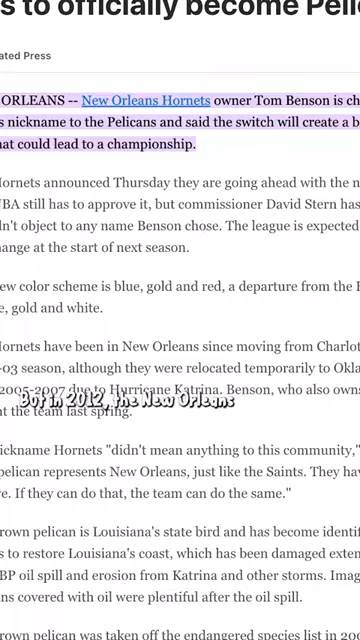 s to officially become Peli
ated Press
ORLEANS -- New Orleans Hornets owner Tom Benson is ch
s nickname to the Pelicans and said the switch will create a b
hat could lead to a championship.
Hornets announced Thursday they are going ahead with the n
NBA still has to approve it, but commissioner David Stern has
dn't object to any name Benson chose. The league is expected
hange at the start of next season.
ew color scheme is blue, gold and red, a departure from the H
e, gold and white.
Hornets have been in New Orleans since moving from Charlot
-03 season, although they were relocated temporarily to Okla
2005-2007 due to Hurricane Katrina. Benson, who also owns
But in 2012, the New Orleans
ht the team last spring.
nickname Hornets "didn't mean anything to this community,"
pelican represents New Orleans, just like the Saints. They hav
ve. If they can do that, the team can do the same."
rown pelican is Louisiana's state bird and has become identif
s to restore Louisiana's coast, which has been damaged exten
BP oil spill and erosion from Katrina and other storms. Imag
ns covered with oil were plentiful after the oil spill.
rown pelican was taken off the endangered species list in 200